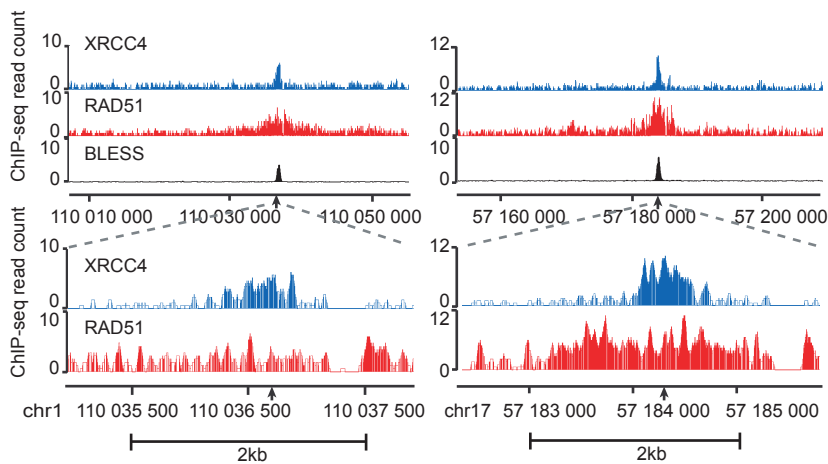 ChIP-seq read count
10
XRCC4
0
10
RAD51
0
10
BLESS
0
110 010 000
110 030 000
110 050 000
12
0
12
0
10
0
57 160 000
57 180 000
57 200 000
ChIP-seq read count
10
XRCC4
0
10
RAD51
0
chr1
110 035 500
110 036 500
110 037 500
2kb
12
0
12
0
chr17
57 183 000
57 184 000
57 185 000
2kb